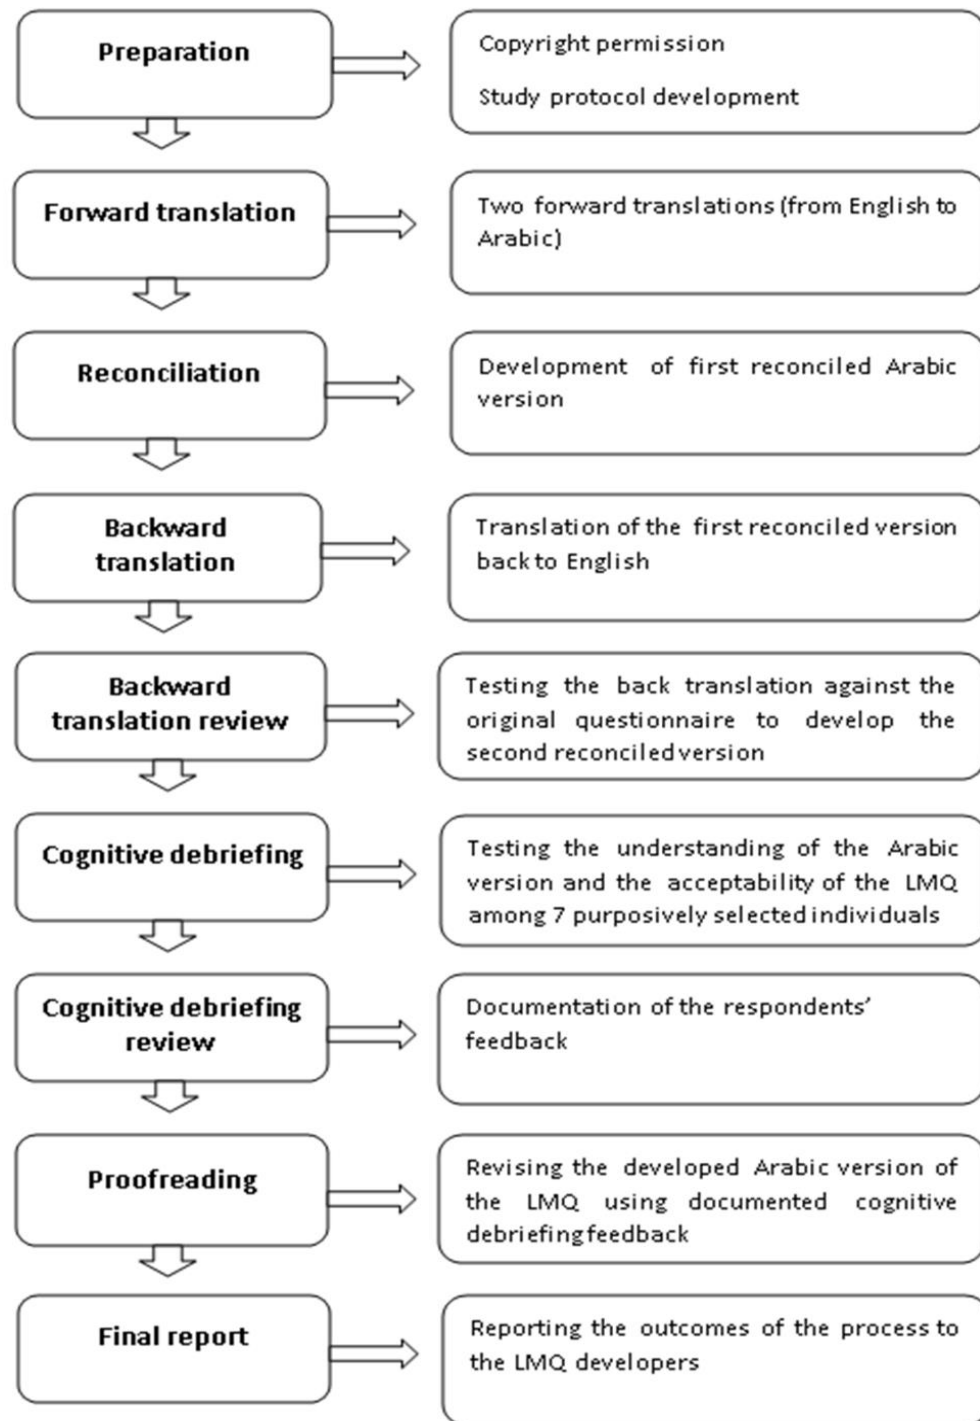 Preparation
Copyright permission
Study protocol development
Forward translation
Two forward translations (from English to
Arabic)
Reconciliation
Development of first reconciled Arabic
version
Backward
translation
Translation of the first reconciled version
back to English
Backward
translation review
Testing the back translation against the
original questionnaire to develop the
second reconciled version
Cognitive debriefing
Testing the understanding of the Arabic
version and the acceptability of the LMQ
among 7 purposively selected individuals
Cognitive debriefing
review
Documentation of the respondents’
feedback
Proofreading
Revising the developed Arabic version of
the LMQ using documented cognitive
debriefing feedback
Final report
Reporting the outcomes of the process to
the LMQ developers